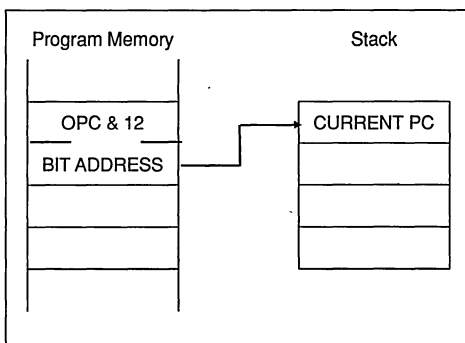 Program Memory
Stack
OPC & 12
BIT ADDRESS
CURRENT PC